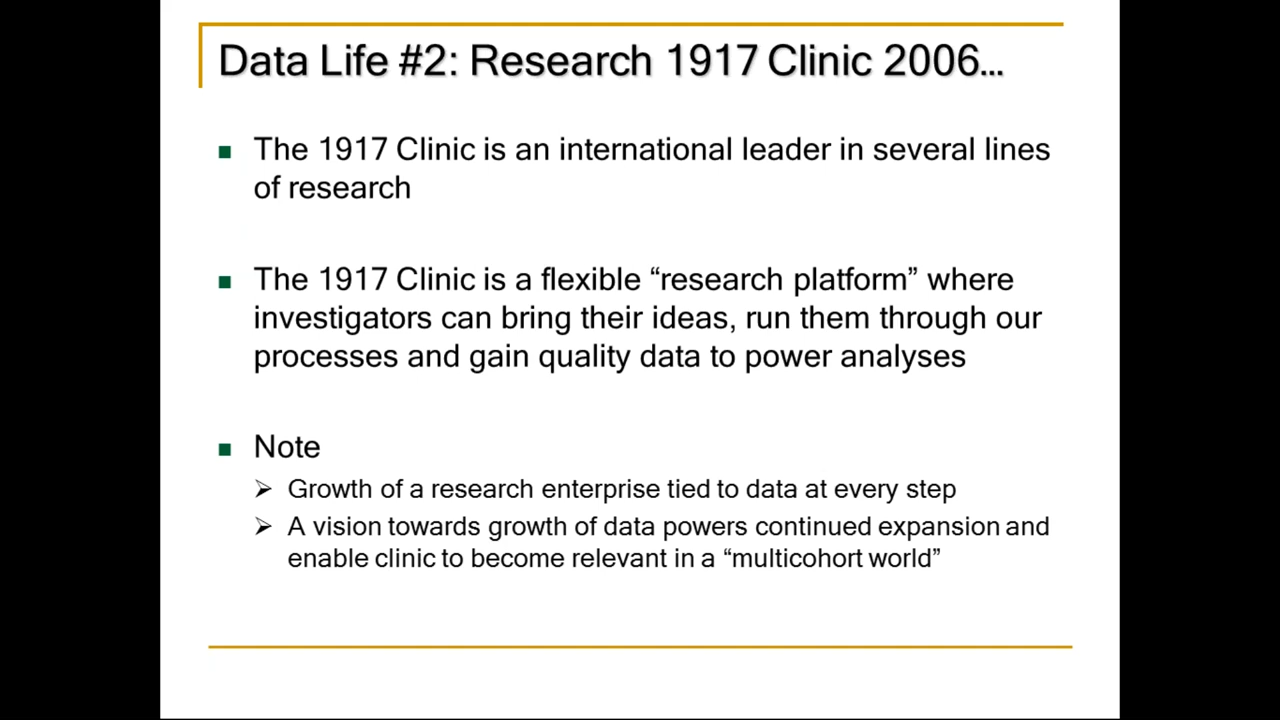 Data Life #2: Research 1917 Clinic 2006…
The 1917 Clinic is an international leader in several lines
of research
The 1917 Clinic is a flexible “research platform” where
investigators can bring their ideas, run them through our
processes and gain quality data to power analyses
Note
Growth of a research enterprise tied to data at every step
A vision towards growth of data powers continued expansion and
enable clinic to become relevant in a “multicohort world”